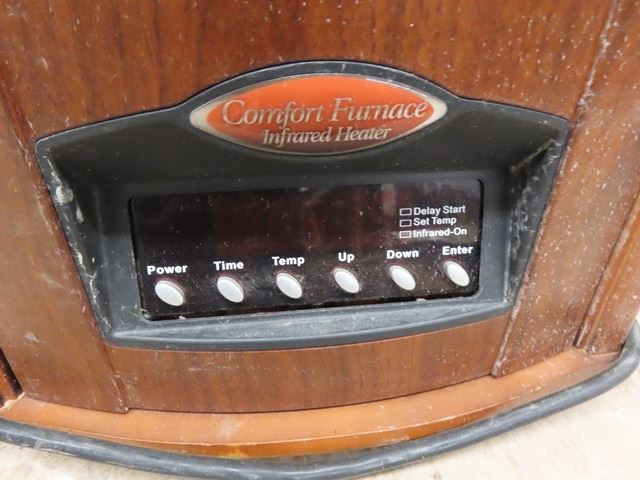 Comfort Furnace
Infrared Heater
Delay Start
Set Temp
Infrared-On
Power Time Temp Up Down Enter